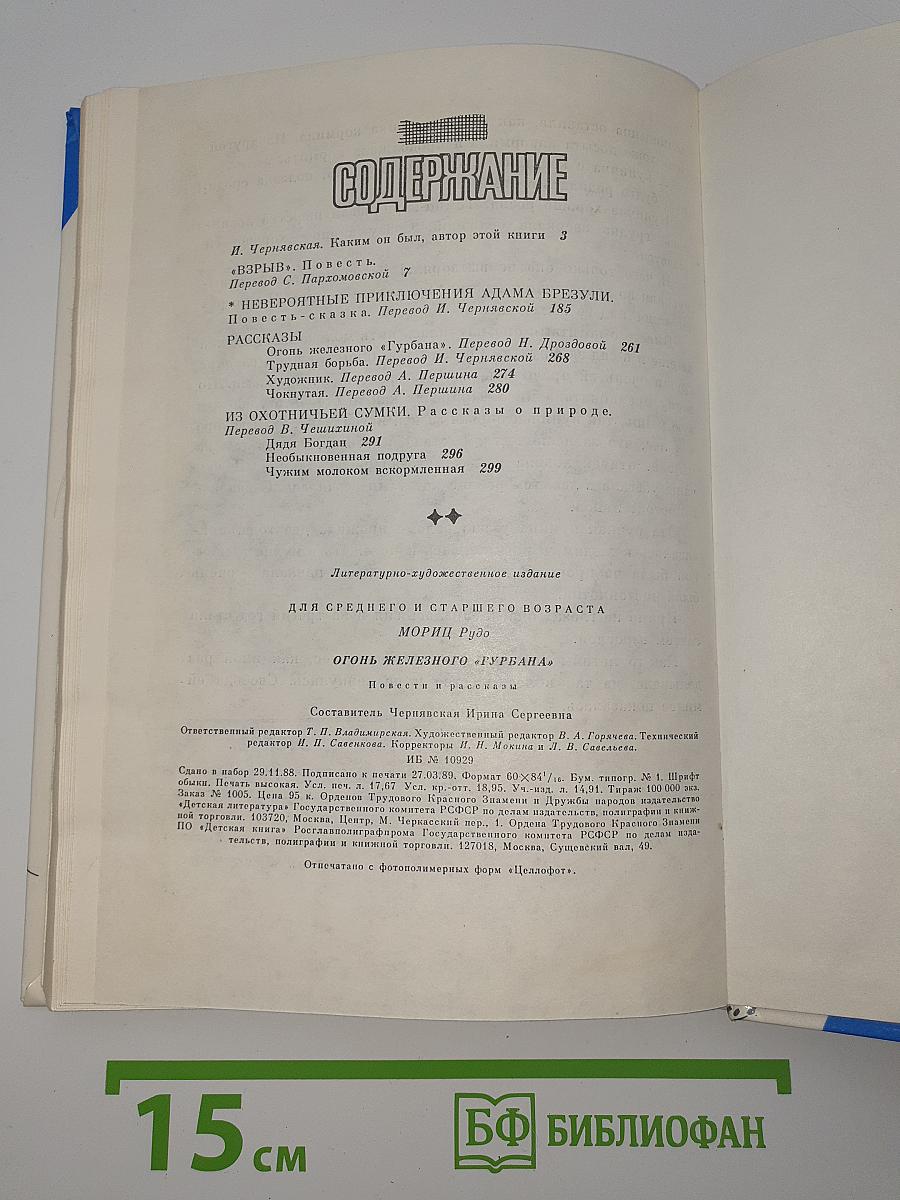 СОДЕРЖАНИЕ
И. Чернявская. Каким он был, автор этой книги 3
«ВЗРЫВ». Повесть.
Перевод С. Пархомовской 7
* НЕВЕРОЯТНЫЕ ПРИКЛЮЧЕНИЯ АДАМА БРЕЗУЛИ.
Повесть-сказка. Перевод И. Чернявской 185
РАССКАЗЫ
Огонь железного «Гурбана». Перевод Н. Дроздовой 261
Трудная борьба. Перевод И. Чернявской 268
Художник. Перевод А. Першина 274
Чокнутая. Перевод А. Першина 280
ИЗ ОХОТНИЧЬЕЙ СУМКИ. Рассказы о природе.
Перевод В. Чешихиной
Дядя Богдан 291
Необыкновенная подруга 296
Чужим молоком вскормленная 299
Литературно-художественное издание
ДЛЯ СРЕДНЕГО И СТАРШЕГО ВОЗРАСТА
МОРИЦ Рудо
ОГОНЬ ЖЕЛЕЗНОГО «ГУРБАНА»
Повести и рассказы
Составитель Чернявская Ирина Сергеевна
Ответственный редактор Т. П. Владимирская. Художественный редактор В. А. Горячева. Технический
редактор И. П. Савенкова. Корректоры И. Н. Мокина и Л. В. Савельева.
ИБ № 10929
Сдано в набор 29.11.88. Подписано к печати 27.03.89. Формат 60×84¹/₁₆. Бум. типогр. № 1. Шрифт
обыкн. Печать высокая. Усл. печ. л. 17,67 Усл. кр.-отт. 18,95. Уч.-изд. л. 14,91. Тираж 100 000 экз.
Заказ № 1005. Цена 95 к. Орденов Трудового Красного Знамени и Дружбы народов издательство
«Детская литература» Государственного комитета РСФСР по делам издательств, полиграфии и книж-
ной торговли. 103720, Москва, Центр, М. Черкасский пер., 1. Ордена Трудового Красного Знамени
ПО «Детская книга» Росглавполиграфпрома Государственного комитета РСФСР по делам изда-
тельств, полиграфии и книжной торговли. 127018, Москва, Сущевский вал, 49.
Отпечатано с фотополимерных форм «Целлофот».
15 см
БФ БИБЛИОФАН